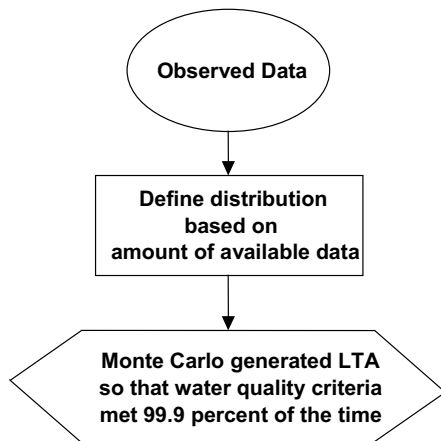 Observed Data
Define distribution
based on
amount of available data
Monte Carlo generated LTA
so that water quality criteria
met 99.9 percent of the time